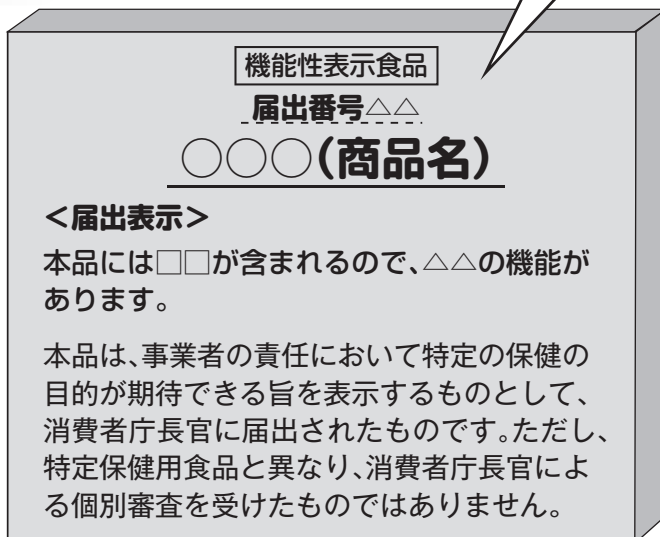 機能性表示食品
届出番号△△
○○○(商品名)
＜届出表示＞
本品には□□が含まれるので、△△の機能が
あります。
本品は、事業者の責任において特定の保健の
目的が期待できる旨を表示するものとして、
消費者庁長官に届出されたものです。ただし、
特定保健用食品と異なり、消費者庁長官によ
る個別審査を受けたものではありません。